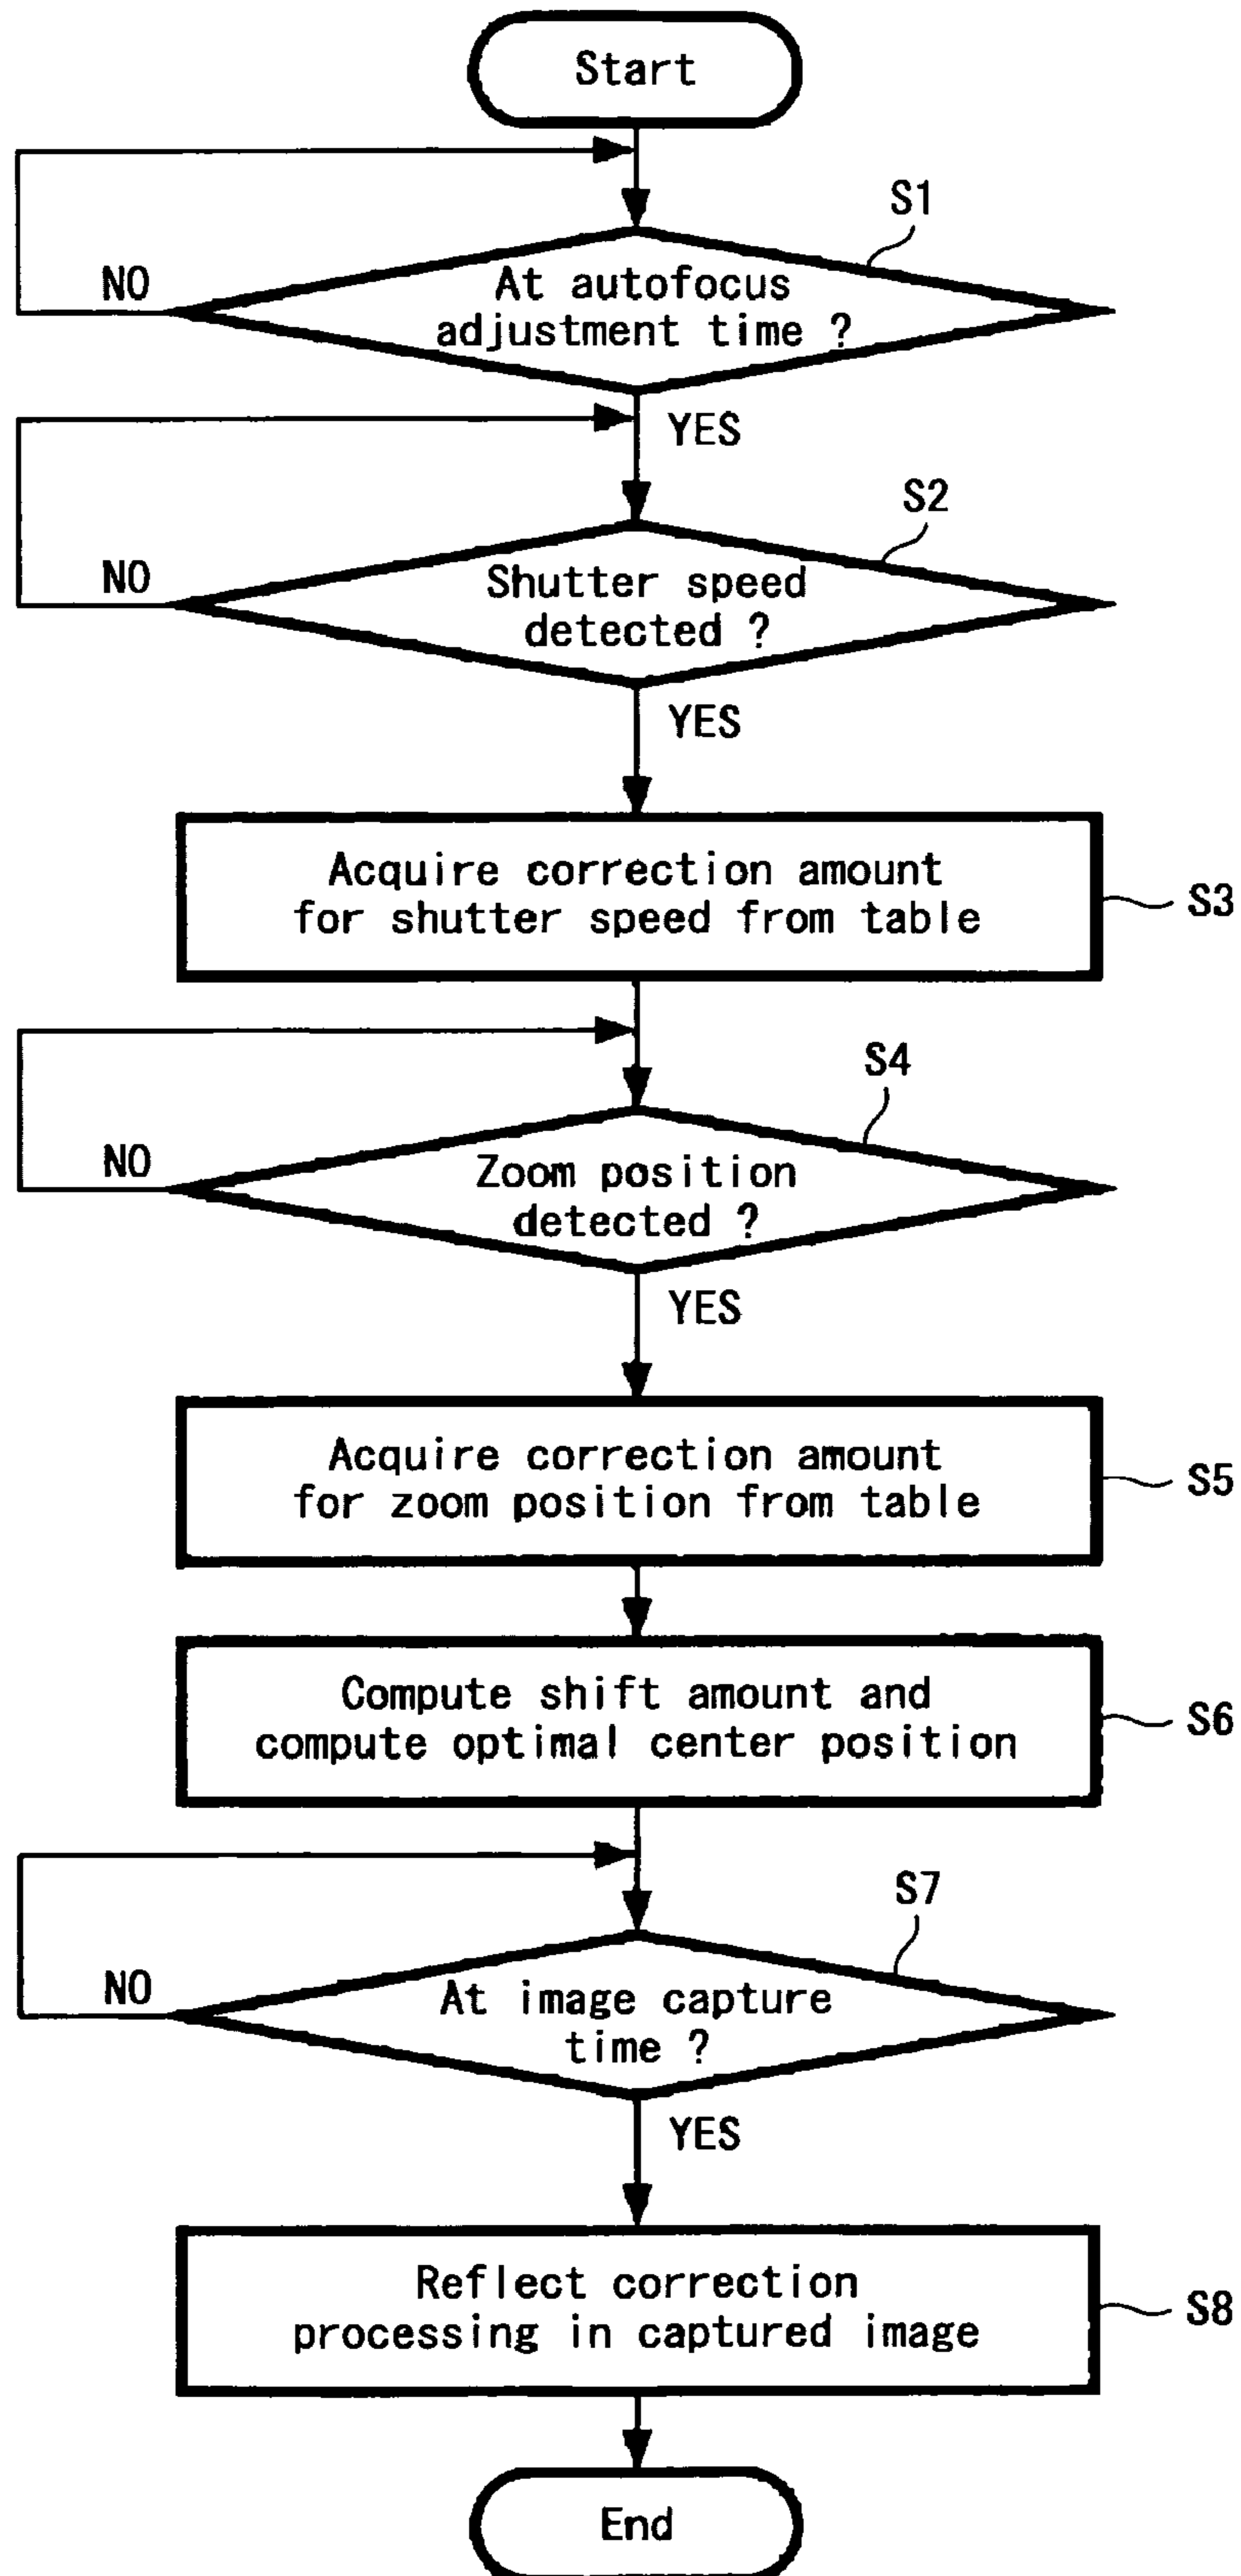 Start
S1
NO
At autofocus
adjustment time ?
YES
S2
NO
Shutter speed
detected ?
YES
Acquire correction amount
for shutter speed from table
S3
S4
NO
Zoom position
detected ?
YES
Acquire correction amount
for zoom position from table
S5
Compute shift amount and
compute optimal center position
S6
S7
NO
At image capture
time ?
YES
Reflect correction
processing in captured image
S8
End